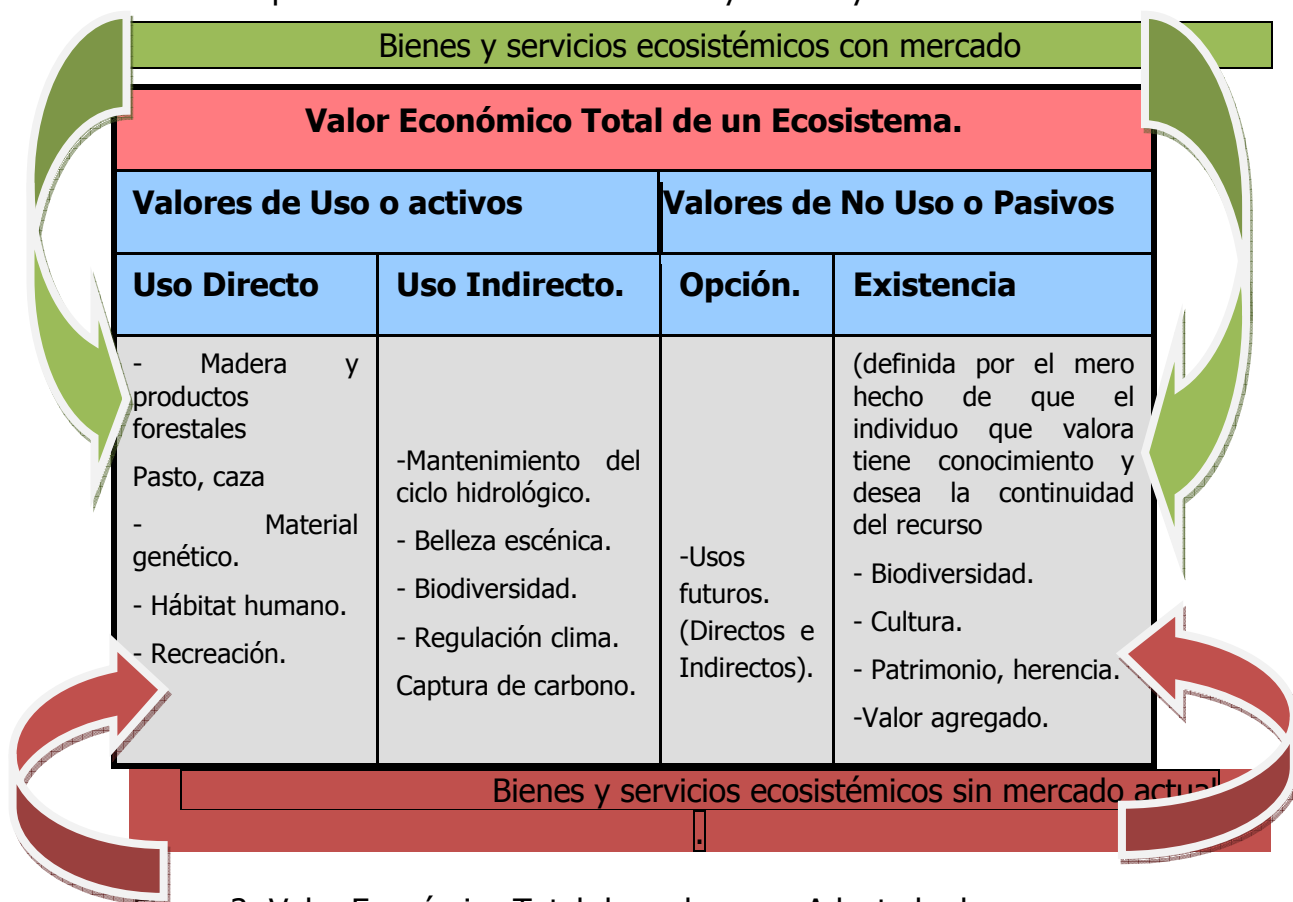 Bienes y servicios ecosistémicos con mercado
Valor Económico Total de un Ecosistema.
Valores de Uso o activos
Valores de No Uso o Pasivos
Uso Directo
Uso Indirecto.
Opción.
Existencia
- Madera y
productos
forestales
Pasto, caza
- Material
genético.
- Hábitat humano.
- Recreación.
-Mantenimiento del
ciclo hidrológico.
- Belleza escénica.
- Biodiversidad.
- Regulación clima.
Captura de carbono.
-Usos
futuros.
(Directos e
Indirectos).
(definida por el mero
hecho de que el
individuo que valora
tiene conocimiento y
desea la continuidad
del recurso
- Biodiversidad.
- Cultura.
- Patrimonio, herencia.
-Valor agregado.
Bienes y servicios ecosistémicos sin mercado actual
.